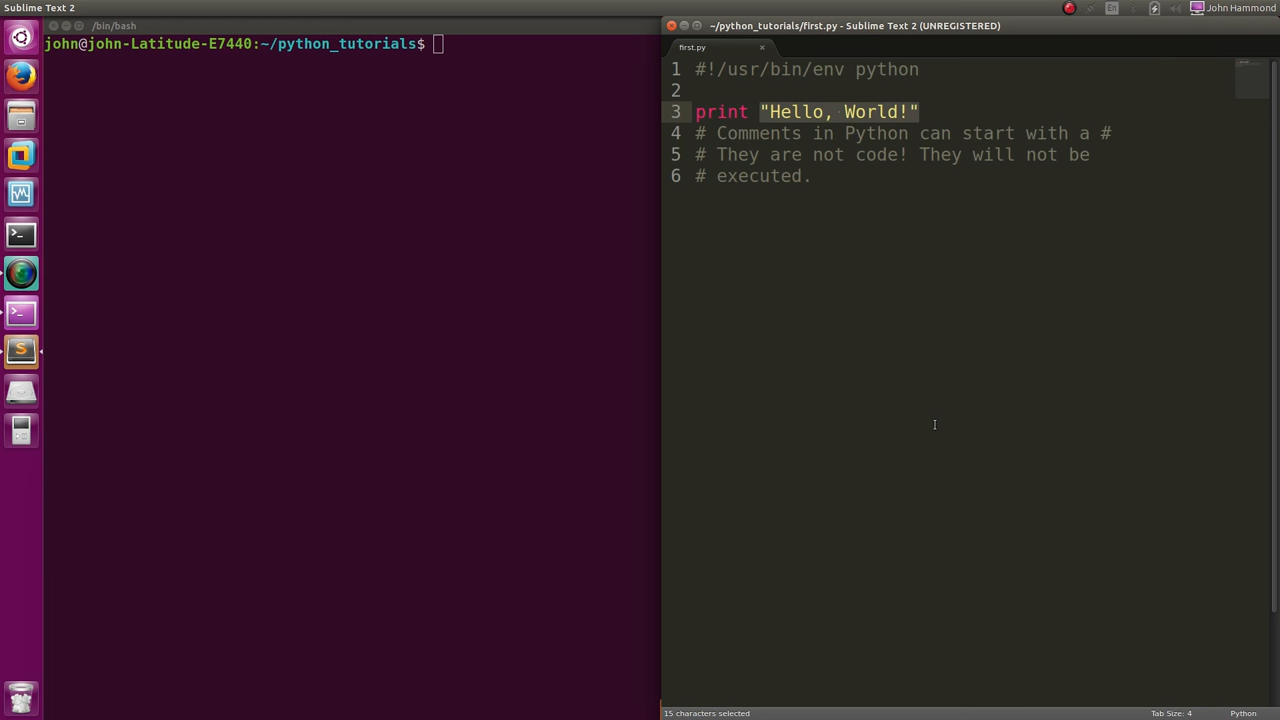 Sublime Text 2
En
John Hammond
/bin/bash
john@john-Latitude-E7440:~/python_tutorials$
~/python_tutorials/first.py - Sublime Text 2 (UNREGISTERED)
first.py
1 #!/usr/bin/env python
2
3 print "Hello, World!"
4 # Comments in Python can start with a #
5 # They are not code! They will not be
6 # executed.
15 characters selected
Tab Size: 4
Python